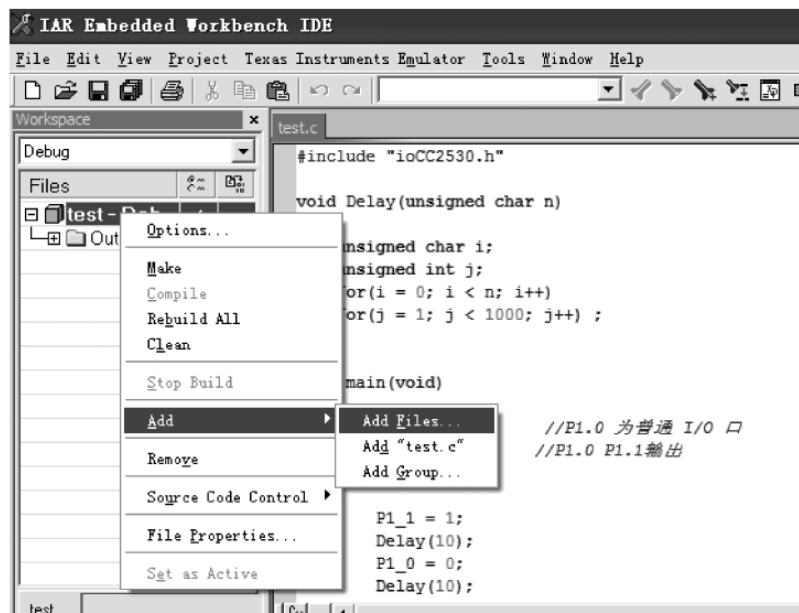 IAR Embedded Workbench IDE
File Edit View Project Texas Instruments Emulator Tools Window Help
Workspace
Debug
Files
test - Deb
Out
test
Options...
Make
Compile
Rebuild All
Clean
Stop Build
Add
Remove
Source Code Control
File Properties...
Set as Active
Add Files...
Add "test.c"
Add Group...
test.c
#include "ioCC2530.h"
void Delay(unsigned char n)
nsigned char i;
nsigned int j;
or(i = 0; i < n; i++)
or(j = 1; j < 1000; j++) ;
main(void)
//P1.0 为普通 I/O 口
//P1.0 P1.1输出
P1_1 = 1;
Delay(10);
P1_0 = 0;
Delay(10);